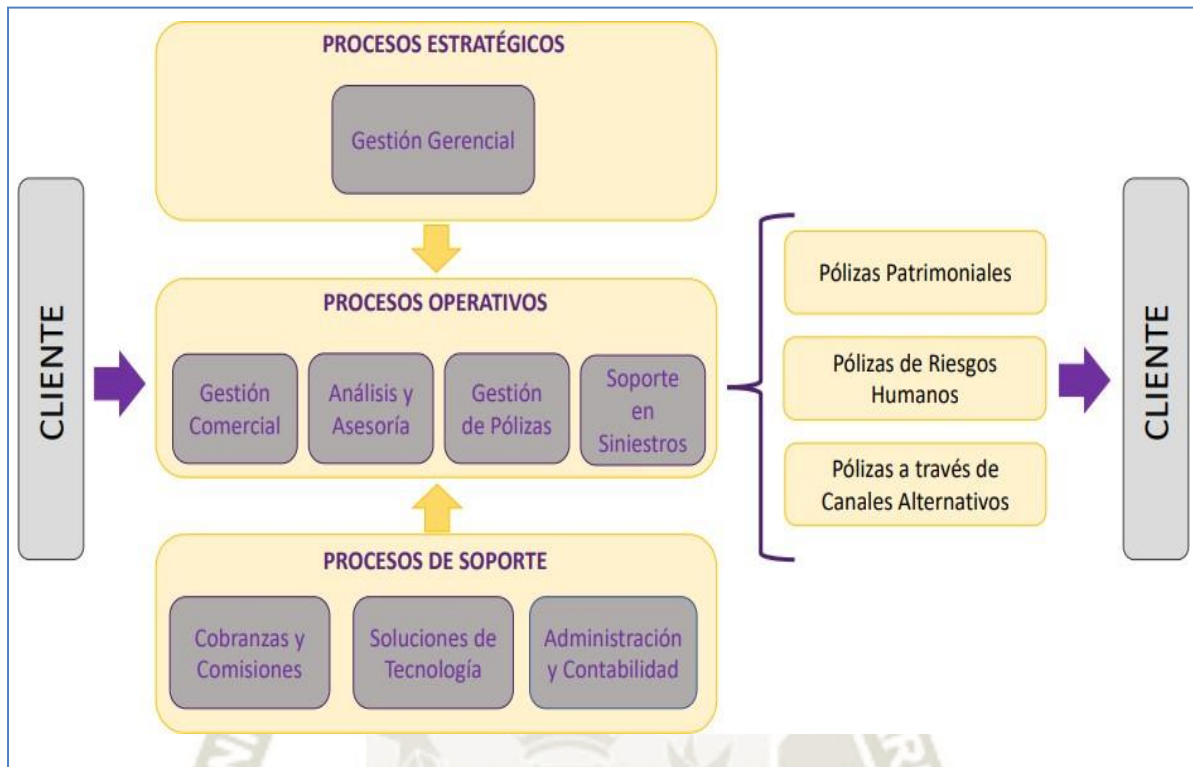 CLIENTE
PROCESOS ESTRATÉGICOS
Gestión Gerencial
PROCESOS OPERATIVOS
Gestión
Comercial
Análisis y
Asesoría
Gestión
de Pólizas
Soporte
en
Siniestros
PROCESOS DE SOPORTE
Cobranzas y
Comisiones
Soluciones de
Tecnología
Administración
y Contabilidad
Pólizas Patrimoniales
Pólizas de Riesgos
Humanos
Pólizas a través de
Canales Alternativos
CLIENTE